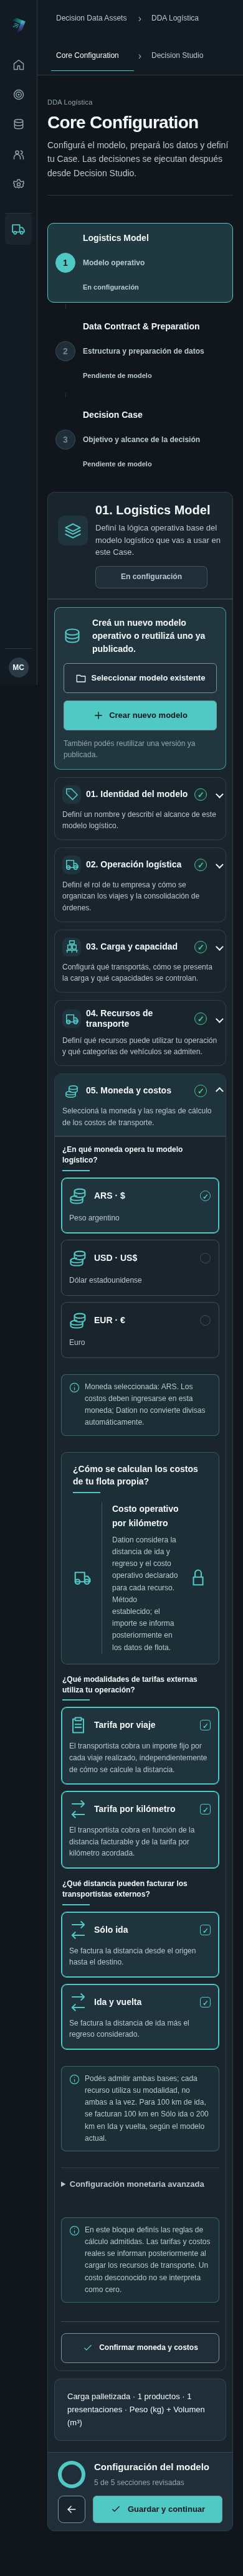 Decision Data Assets › DDA Logística
Core Configuration › Decision Studio
DDA Logística
Core Configuration
Configurá el modelo, prepará los datos y definí
tu Case. Las decisiones se ejecutan después
desde Decision Studio.
Logistics Model
1 Modelo operativo
En configuración
Data Contract & Preparation
2 Estructura y preparación de datos
Pendiente de modelo
Decision Case
3 Objetivo y alcance de la decisión
Pendiente de modelo
01. Logistics Model
Definí la lógica operativa base del
modelo logístico que vas a usar en
este Case.
En configuración
Creá un nuevo modelo
operativo o reutilizá uno ya
publicado.
MC
Seleccionar modelo existente
Crear nuevo modelo
También podés reutilizar una versión ya
publicada.
01. Identidad del modelo
Definí un nombre y describí el alcance de este
modelo logístico.
02. Operación logística
Definí el rol de tu empresa y cómo se
organizan los viajes y la consolidación de
órdenes.
03. Carga y capacidad
Configurá qué transportás, cómo se presenta
la carga y qué capacidades se controlan.
04. Recursos de
transporte
Definí qué recursos puede utilizar tu operación
y qué categorías de vehículos se admiten.
05. Moneda y costos
Seleccioná la moneda y las reglas de cálculo
de los costos de transporte.
¿En qué moneda opera tu modelo
logístico?
ARS · $
Peso argentino
USD · US$
Dólar estadounidense
EUR · €
Euro
Moneda seleccionada: ARS. Los
costos deben ingresarse en esta
moneda; Dation no convierte divisas
automáticamente.
¿Cómo se calculan los costos
de tu flota propia?
Costo operativo
por kilómetro
Dation considera la
distancia de ida y
regreso y el costo
operativo declarado
para cada recurso.
Método
establecido; el
importe se informa
posteriormente en
los datos de flota.
¿Qué modalidades de tarifas externas
utiliza tu operación?
Tarifa por viaje
El transportista cobra un importe fijo por
cada viaje realizado, independientemente
de cómo se calcule la distancia.
Tarifa por kilómetro
El transportista cobra en función de la
distancia facturable y de la tarifa por
kilómetro acordada.
¿Qué distancia pueden facturar los
transportistas externos?
Sólo ida
Se factura la distancia desde el origen
hasta el destino.
Ida y vuelta
Se factura la distancia de ida más el
regreso considerado.
Podés admitir ambas bases; cada
recurso utiliza su modalidad, no
ambas a la vez. Para 100 km de ida,
se facturan 100 km en Sólo ida o 200
km en Ida y vuelta, según el modelo
actual.
Configuración monetaria avanzada
En este bloque definís las reglas de
cálculo admitidas. Las tarifas y costos
reales se informan posteriormente al
cargar los recursos de transporte. Un
costo desconocido no se interpreta
como cero.
Confirmar moneda y costos
Carga palletizada · 1 productos · 1
presentaciones · Peso (kg) + Volumen
(m³)
Configuración del modelo
5 de 5 secciones revisadas
Guardar y continuar